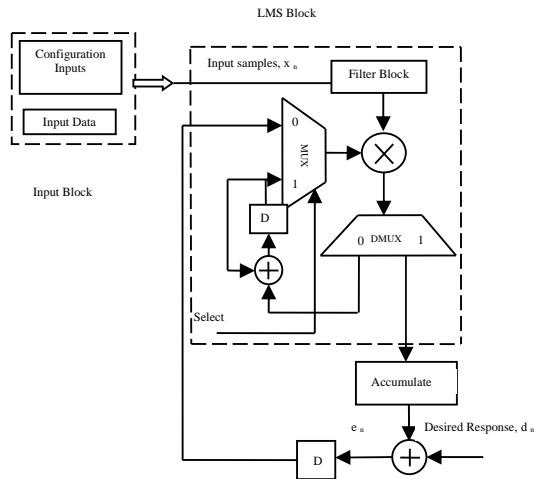 LMS Block
Configuration
Inputs
Input Data
Input Block
Input samples, x n
Filter Block
0
MUX
1
D
0 DMUX 1
Select
Accumulate
e n
Desired Response, d n
D